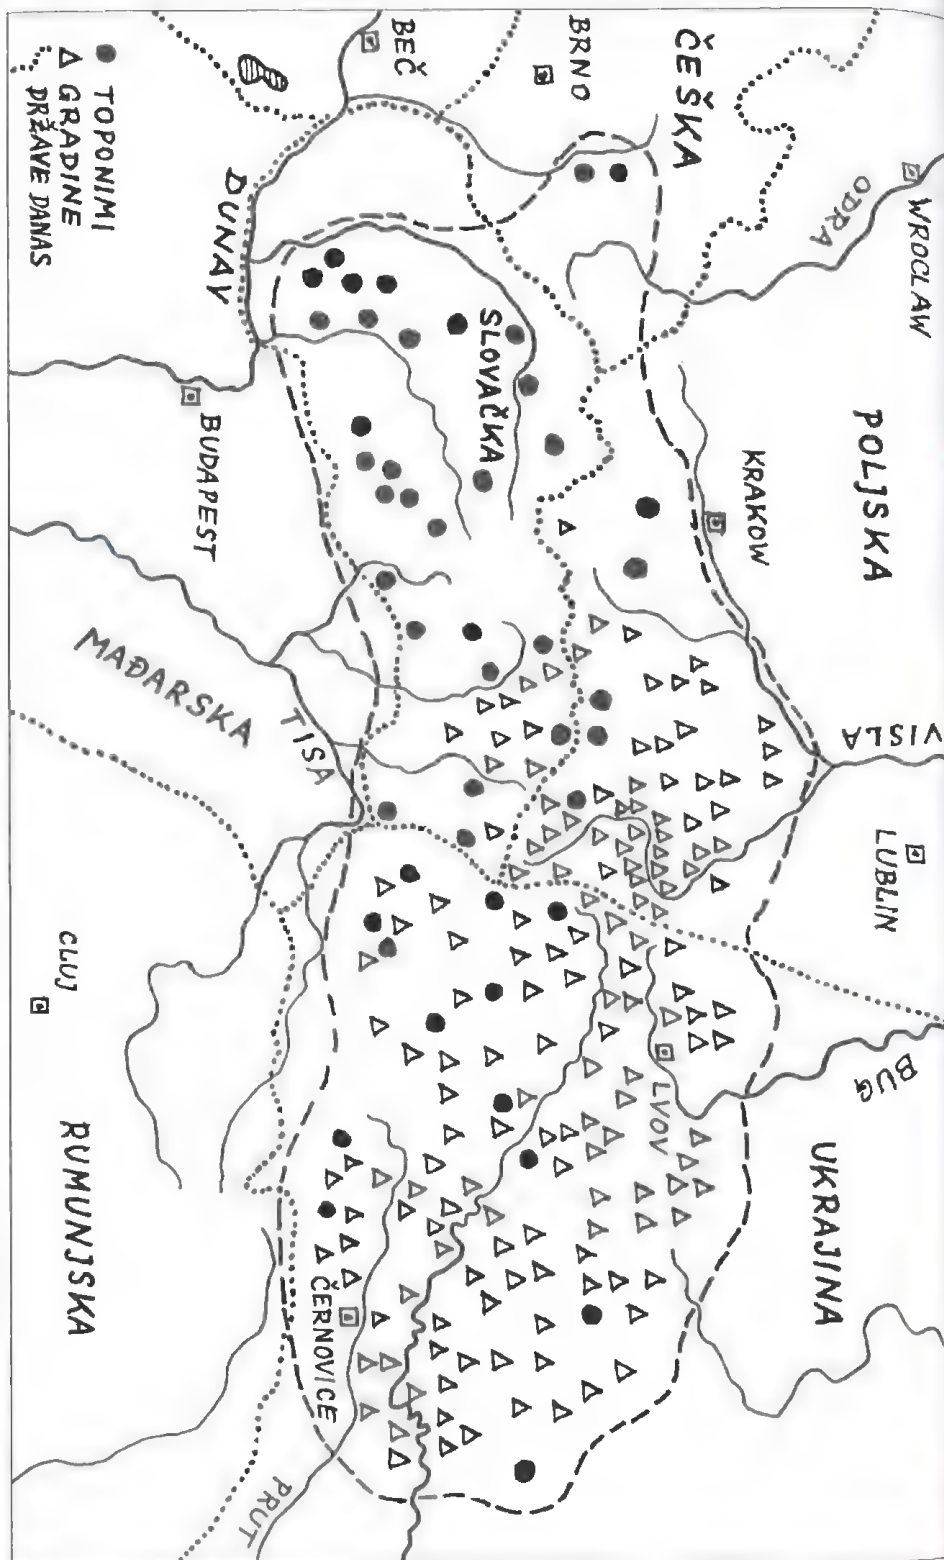 BEČ
BRNO
ČEŠKA
WROCLAW
ODRA
POLJSKA
KRAKOW
VISLA
LUBLIN
BUG
UKRAJINA
LVOV
SLOVAČKA
DUNAV
BUDAPEST
MAĐARSKA
TISA
CLUJ
RUMUNJSKA
ČERNOVICE
PRUT
TOPONIMI
GRADINE
DRŽAVE DANAS